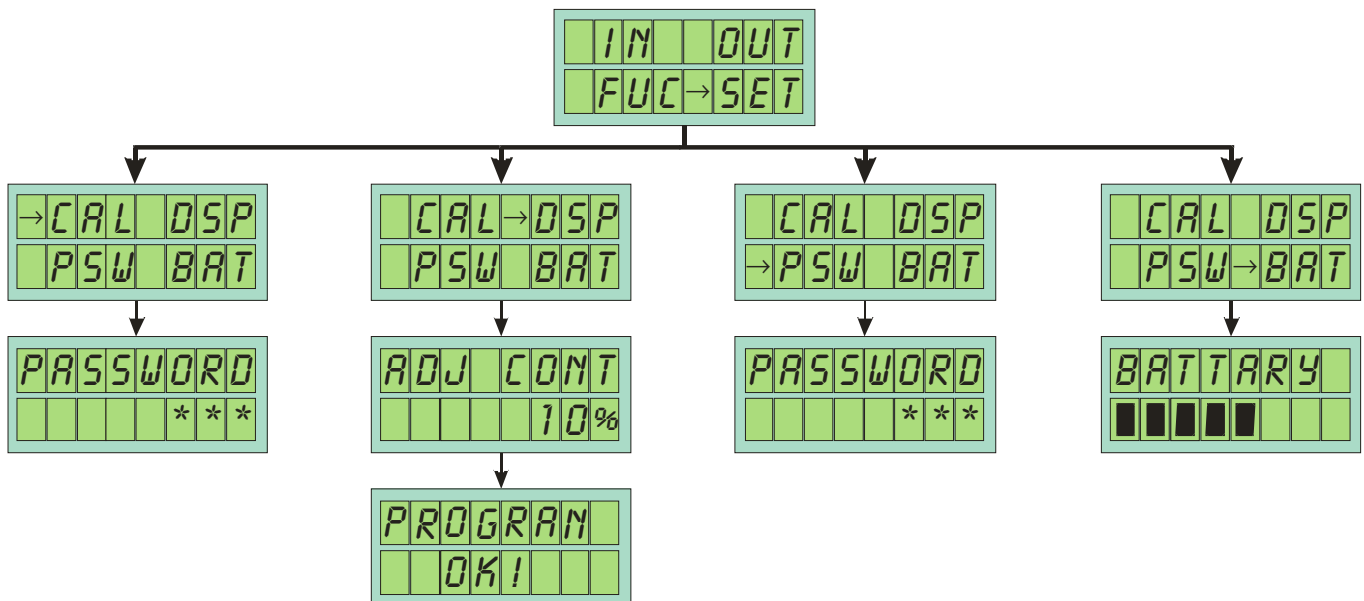 IN OUT
FUC→SET
→CAL DSP
PSW BAT
CAL→DSP
PSW BAT
CAL DSP
→PSW BAT
CAL DSP
PSW→BAT
PASSWORD
***
ADJ CONT
10%
PASSWORD
***
BATTARY
PROGRAN
OK!